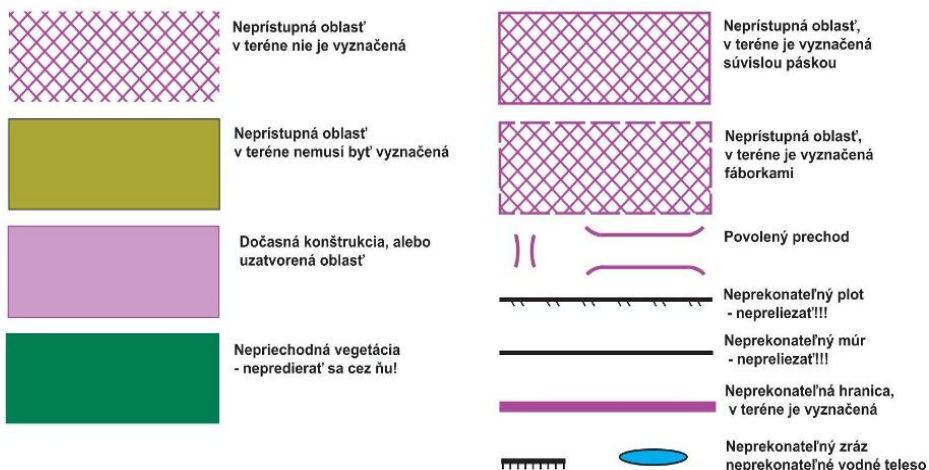 Neprístupná oblasť
v teréne nie je vyznačená
Neprístupná oblasť
v teréne nemusí byť vyznačená
Dočasná konštrukcia, alebo
uzatvorená oblasť
Nepriechodná vegetácia
- nepredierať sa cez ňu!
Neprístupná oblasť,
v teréne je vyznačená
súvislou páskou
Neprístupná oblasť,
v teréne je vyznačená
fáborkami
Povolený prechod
Neprekonateľný plot
- nepreliezať!!!
Neprekonateľný múr
- nepreliezať!!!
Neprekonateľná hranica,
v teréne je vyznačená
Neprekonateľný zráz
neprekonateľné vodné teleso